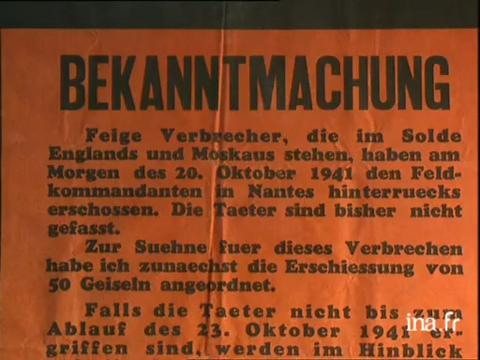 BEKANNTMACHUNG
Feige Verbrecher, die im Solde
Englands und Moskaus stehen, haben am
Morgen des 20. Oktober 1941 den Feld-
kommandanten in Nantes hinterruecks
erschossen. Die Taeter sind bisher nicht
gefasst.
Zur Suehne fuer dieses Verbrechen
habe ich zunaechst die Erschiessung von
50 Geiseln angeordnet.
Falls die Taeter nicht bis zum
Ablauf des 23. Oktober 1941 er-
griffen sind, werden im Hinblick
ina.fr